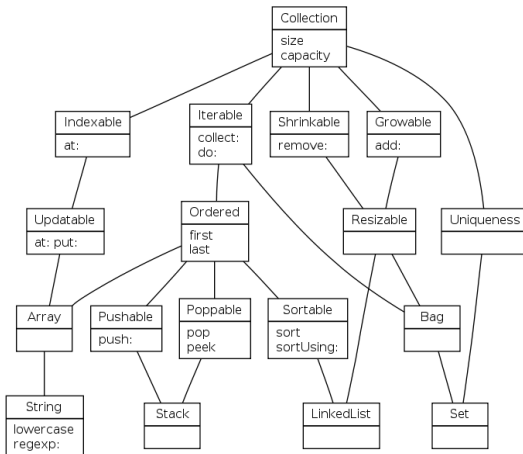 Collection
size
capacity
Indexable
at:
Iterable
collect:
do:
Shrinkable
remove:
Growable
add:
Updatable
at: put:
Ordered
first
last
Resizable
Uniqueness
Array
Pushable
push:
Poppable
pop
peek
Sortable
sort
sortUsing:
Bag
String
lowercase
regexp:
Stack
LinkedList
Set